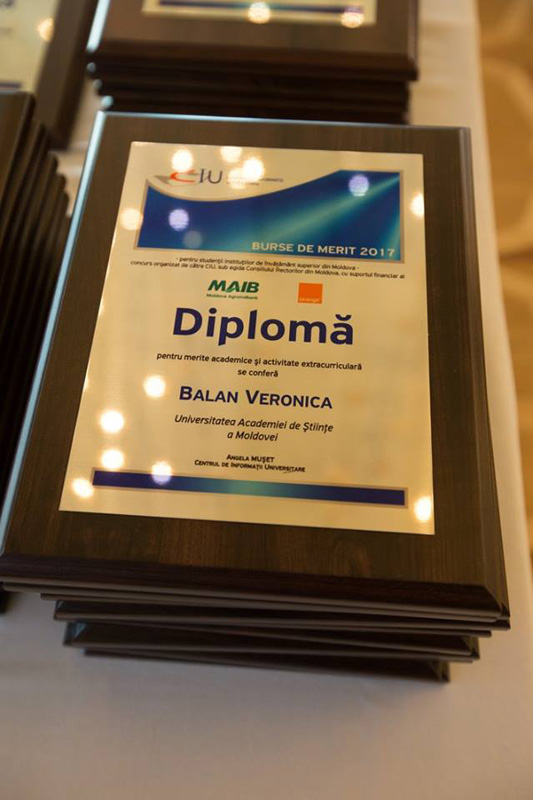 CIU
BURSE DE MERIT 2017
- pentru studenții instituțiilor de învățământ superior din Moldova -
concurs organizat de către CIU, sub egida Consiliului Rectorilor din Moldova, cu suportul financiar al
MAIB
Moldova Agroindbank
orange
Diplomă
pentru merite academice și activitate extracurriculară
se conferă
BALAN VERONICA
Universitatea Academiei de Științe
a Moldovei
ANGELA MUȘET
CENTRUL DE INFORMAȚII UNIVERSITARE